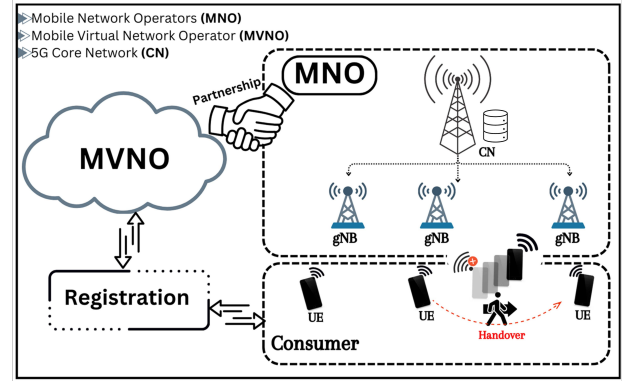 Mobile Network Operators (MNO)
Mobile Virtual Network Operator (MVNO)
5G Core Network (CN)
Partnership
MNO
MVNO
CN
gNB
gNB
gNB
Registration
UE
UE
UE
Handover
Consumer